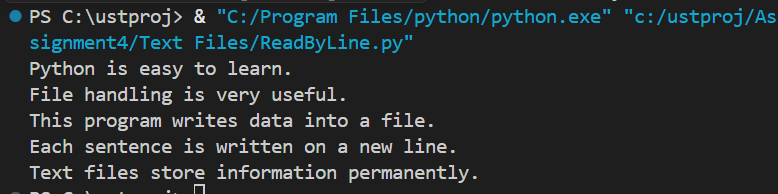 PS C:\ustproj> & "C:/Program Files/python/python.exe" "c:/ustproj/As
signment4/Text Files/ReadByLine.py"
Python is easy to learn.
File handling is very useful.
This program writes data into a file.
Each sentence is written on a new line.
Text files store information permanently.
PS C:\ustproj>